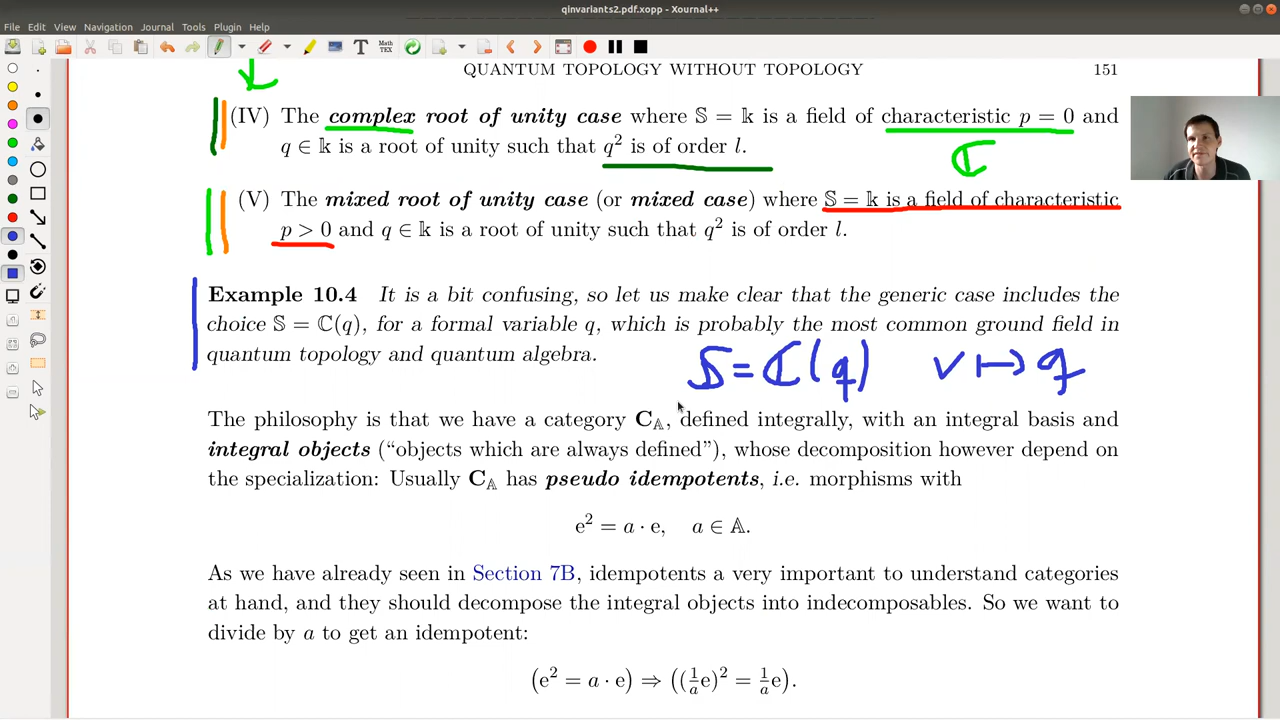 qinvariants2.pdf.xopp - Xournal++
File Edit View Navigation Journal Tools Plugin Help
T Math TEX
QUANTUM TOPOLOGY WITHOUT TOPOLOGY 151
(IV) The complex root of unity case where 𝕊 = 𝕜 is a field of characteristic p = 0 and
q ∈ 𝕜 is a root of unity such that q² is of order l.
ℂ
(V) The mixed root of unity case (or mixed case) where 𝕊 = 𝕜 is a field of characteristic
p > 0 and q ∈ 𝕜 is a root of unity such that q² is of order l.
Example 10.4 It is a bit confusing, so let us make clear that the generic case includes the
choice 𝕊 = ℂ(q), for a formal variable q, which is probably the most common ground field in
quantum topology and quantum algebra.
𝕊 = ℂ(q) v ↦ q
The philosophy is that we have a category C_𝔸, defined integrally, with an integral basis and
integral objects (“objects which are always defined”), whose decomposition however depend on
the specialization: Usually C_𝔸 has pseudo idempotents, i.e. morphisms with
e² = a · e, a ∈ 𝔸.
As we have already seen in Section 7B, idempotents a very important to understand categories
at hand, and they should decompose the integral objects into indecomposables. So we want to
divide by a to get an idempotent:
(e² = a · e) ⇒ ((1/a e)² = 1/a e).